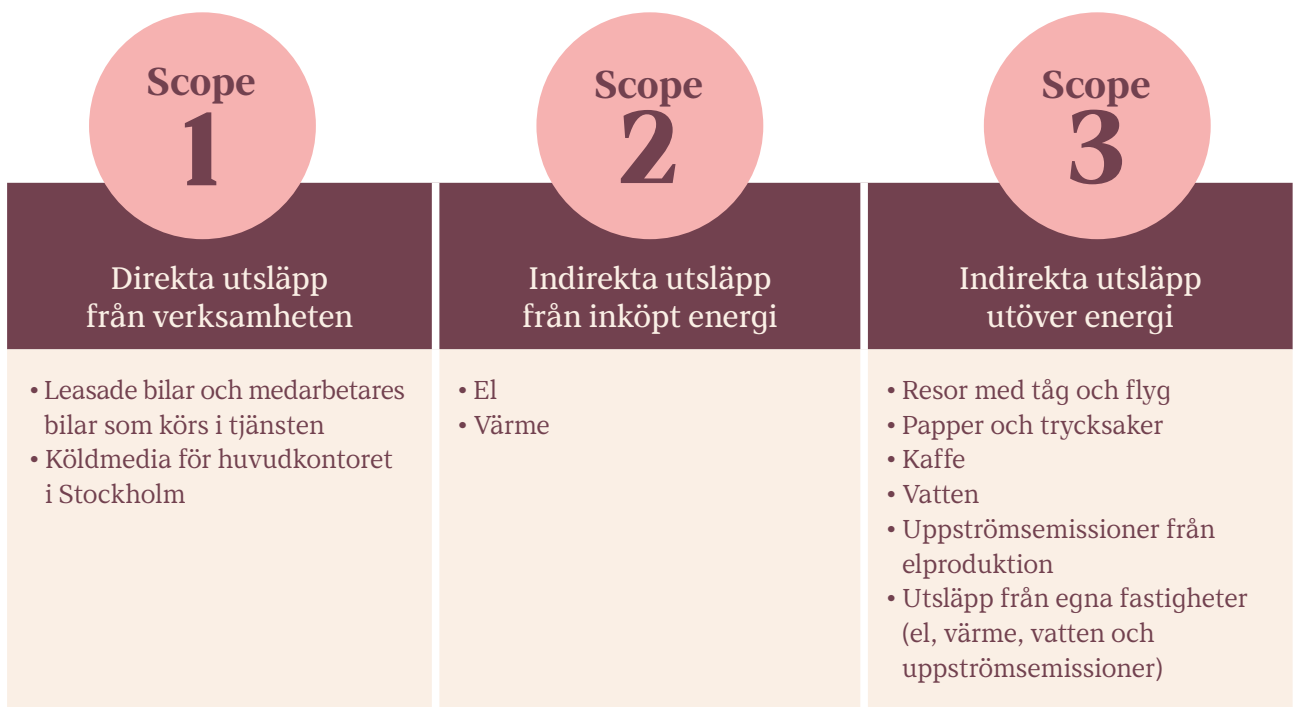 Scope
1
Direkta utsläpp
från verksamheten
• Leasade bilar och medarbetares
bilar som körs i tjänsten
• Köldmedia för huvudkontoret
i Stockholm
Scope
2
Indirekta utsläpp
från inköpt energi
• El
• Värme
Scope
3
Indirekta utsläpp
utöver energi
• Resor med tåg och flyg
• Papper och trycksaker
• Kaffe
• Vatten
• Uppströmsemissioner från
elproduktion
• Utsläpp från egna fastigheter
(el, värme, vatten och
uppströmsemissioner)